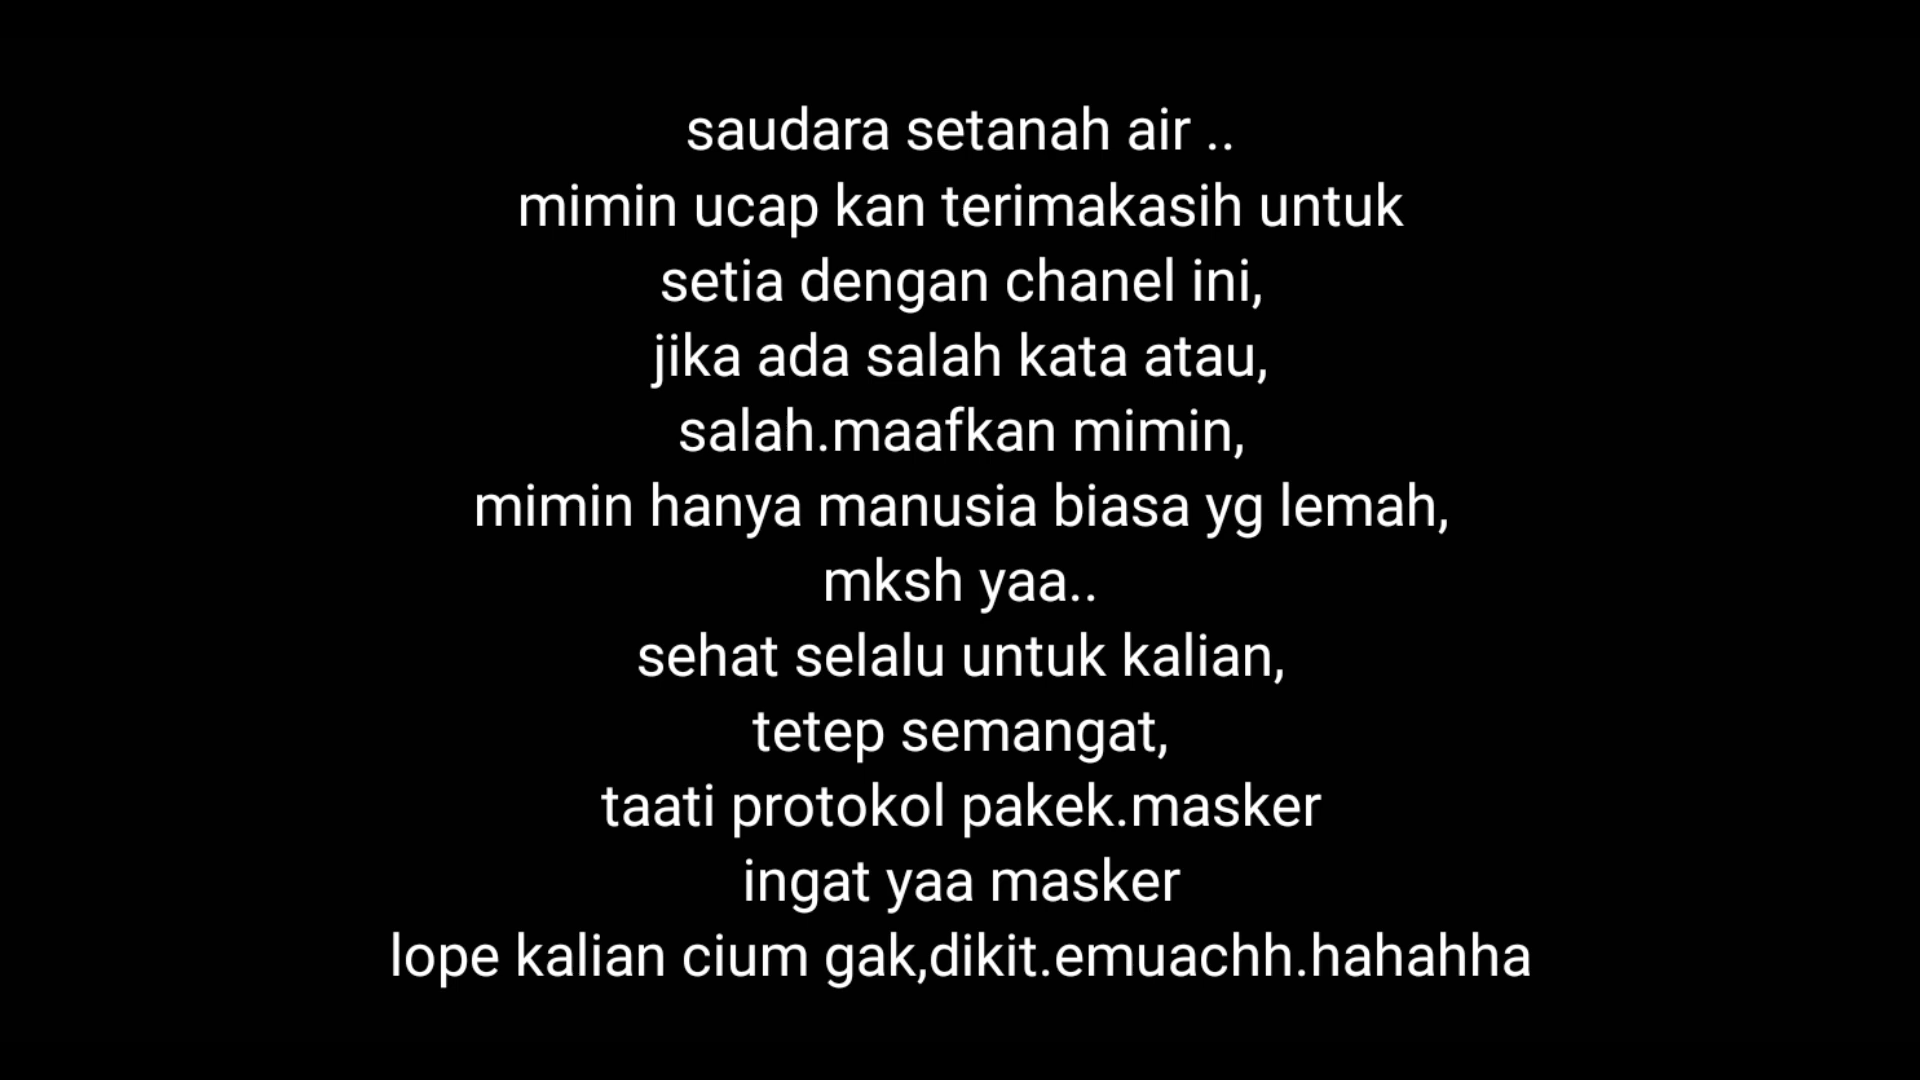 saudara setanah air ..
mimin ucap kan terimakasih untuk
setia dengan chanel ini,
jika ada salah kata atau,
salah.maafkan mimin,
mimin hanya manusia biasa yg lemah,
mksh yaa..
sehat selalu untuk kalian,
tetep semangat,
taati protokol pakek.masker
ingat yaa masker
lope kalian cium gak,dikit.emuachh.hahahha